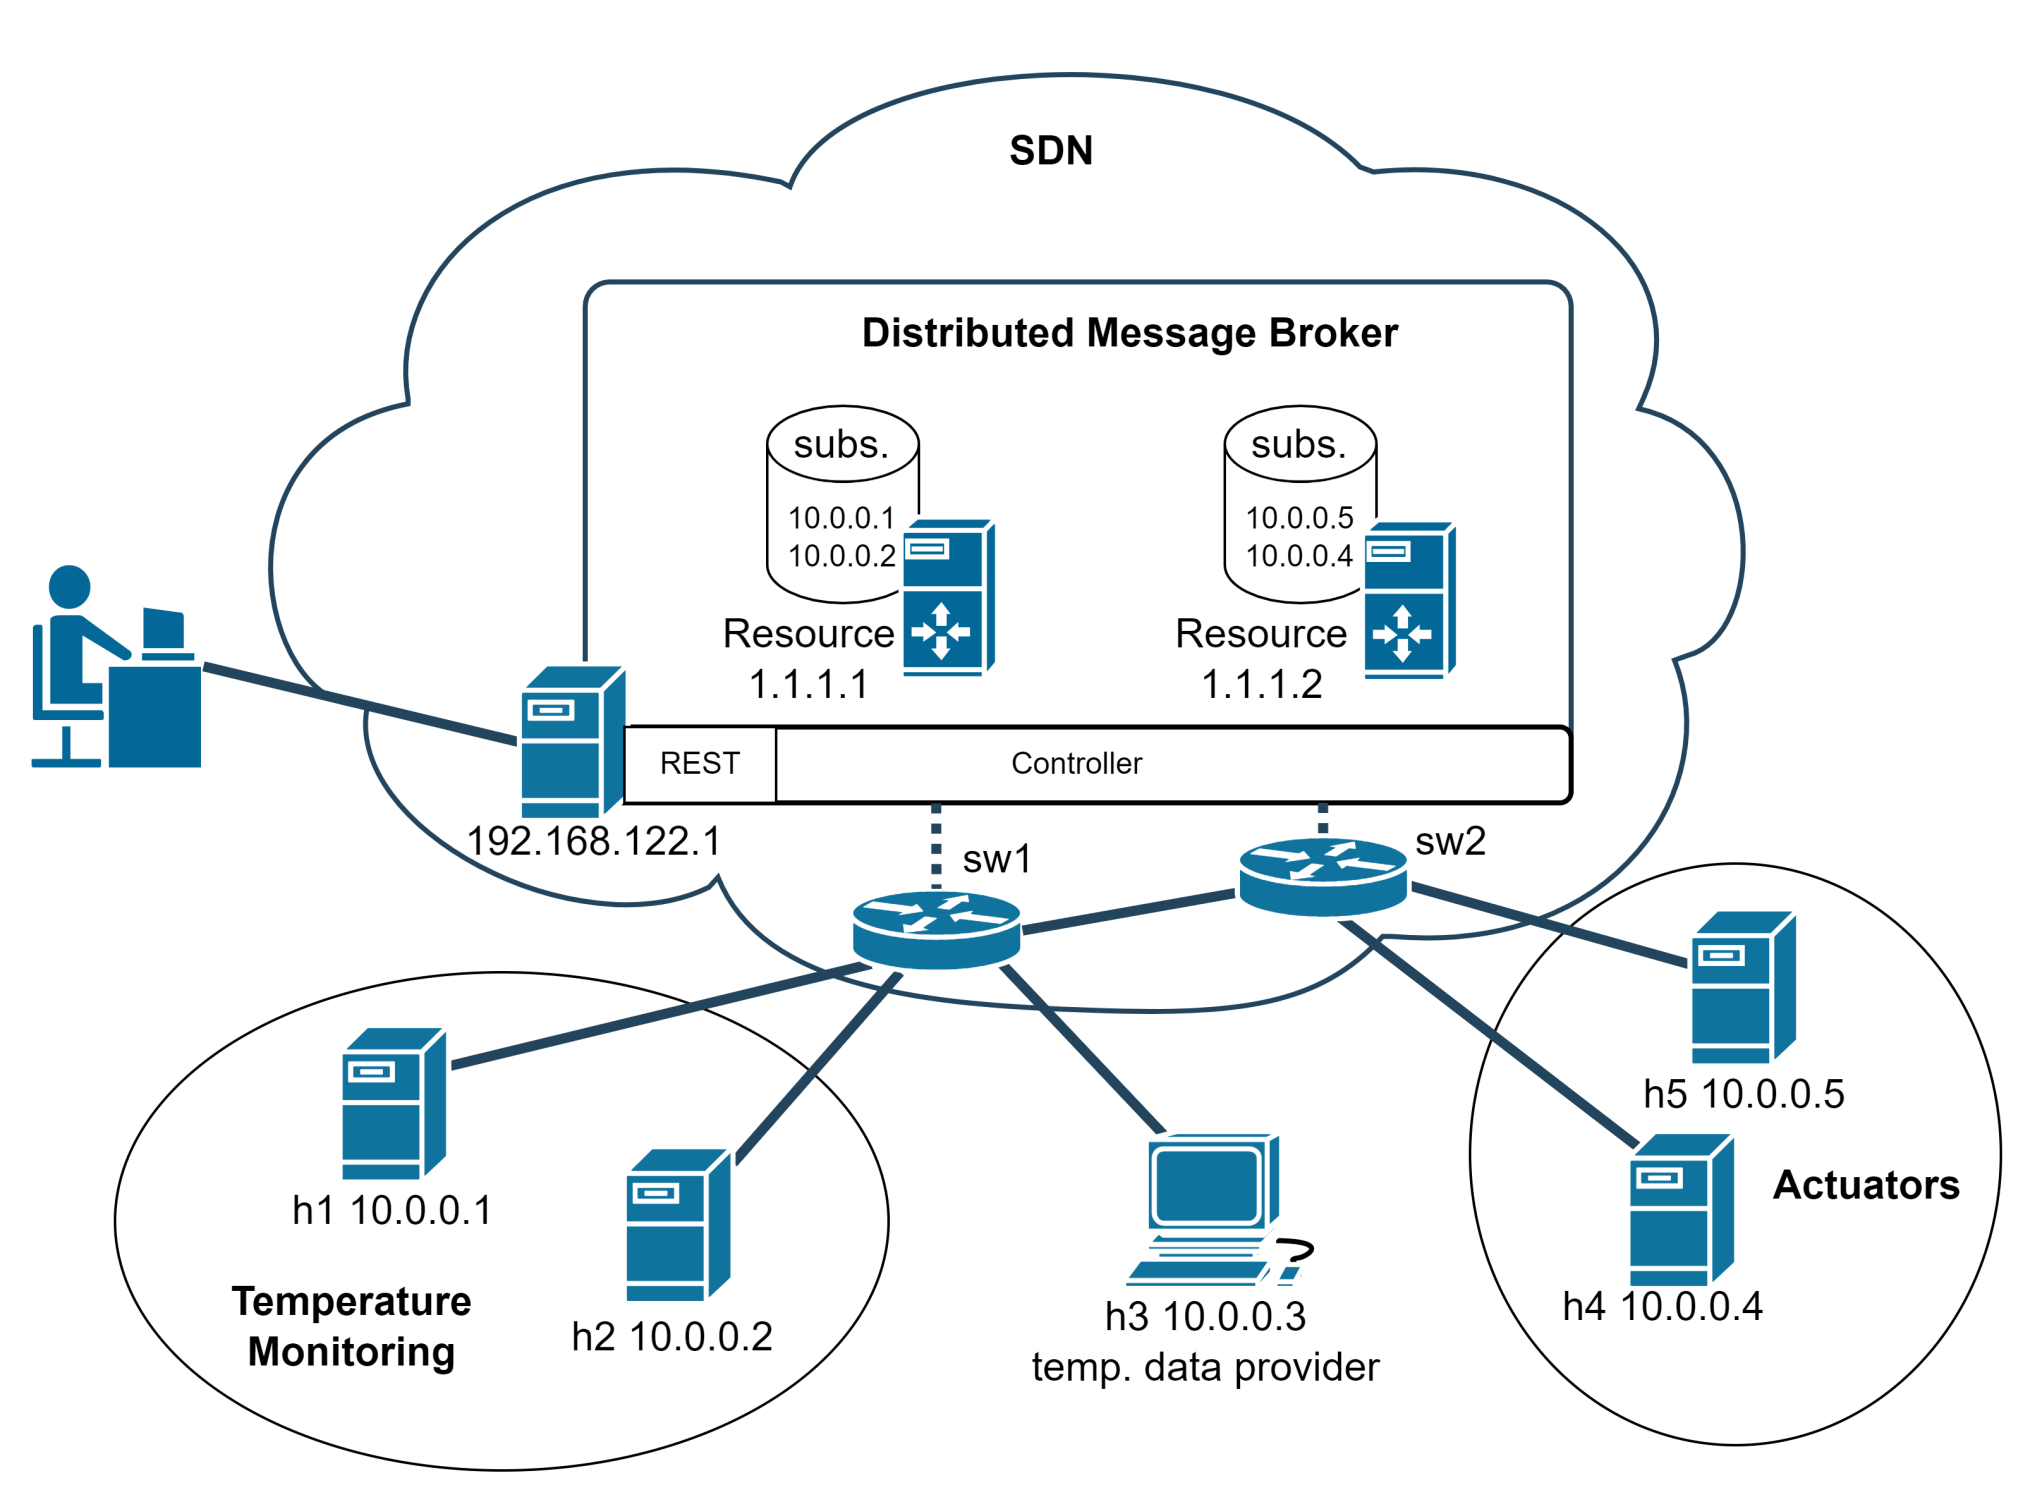 SDN
Distributed Message Broker
subs.
10.0.0.1
10.0.0.2
Resource
1.1.1.1
subs.
10.0.0.5
10.0.0.4
Resource
1.1.1.2
REST
Controller
192.168.122.1
sw1
sw2
h1 10.0.0.1
Temperature
Monitoring
h2 10.0.0.2
h3 10.0.0.3
temp. data provider
h5 10.0.0.5
Actuators
h4 10.0.0.4